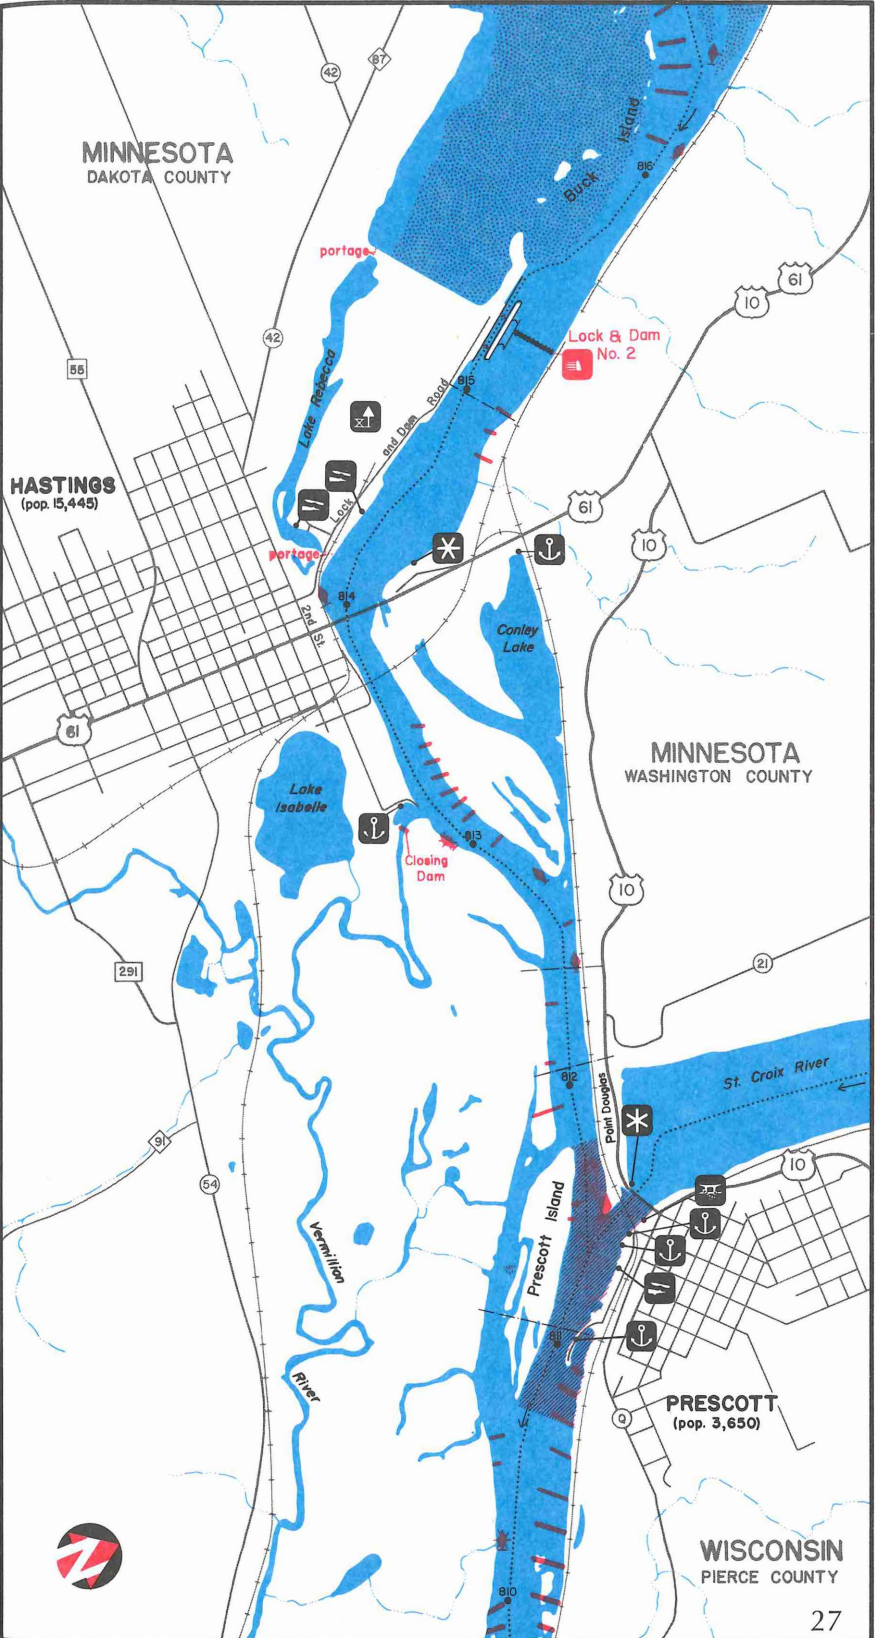 87
42
MINNESOTA
DAKOTA COUNTY
Buck Island
816
portage
61
10
42
Lock & Dam
No. 2
55
815
Lake Rebecca
Lock and Dam Road
HASTINGS
(pop. 15,445)
61
10
portage
814
2nd St.
Conley
Lake
61
MINNESOTA
WASHINGTON COUNTY
Lake
Isabelle
813
Closing
Dam
10
291
21
812
St. Croix River
Point Douglas
91
10
54
Prescott Island
Vermillion
River
811
PRESCOTT
(pop. 3,650)
Q
WISCONSIN
PIERCE COUNTY
810
27